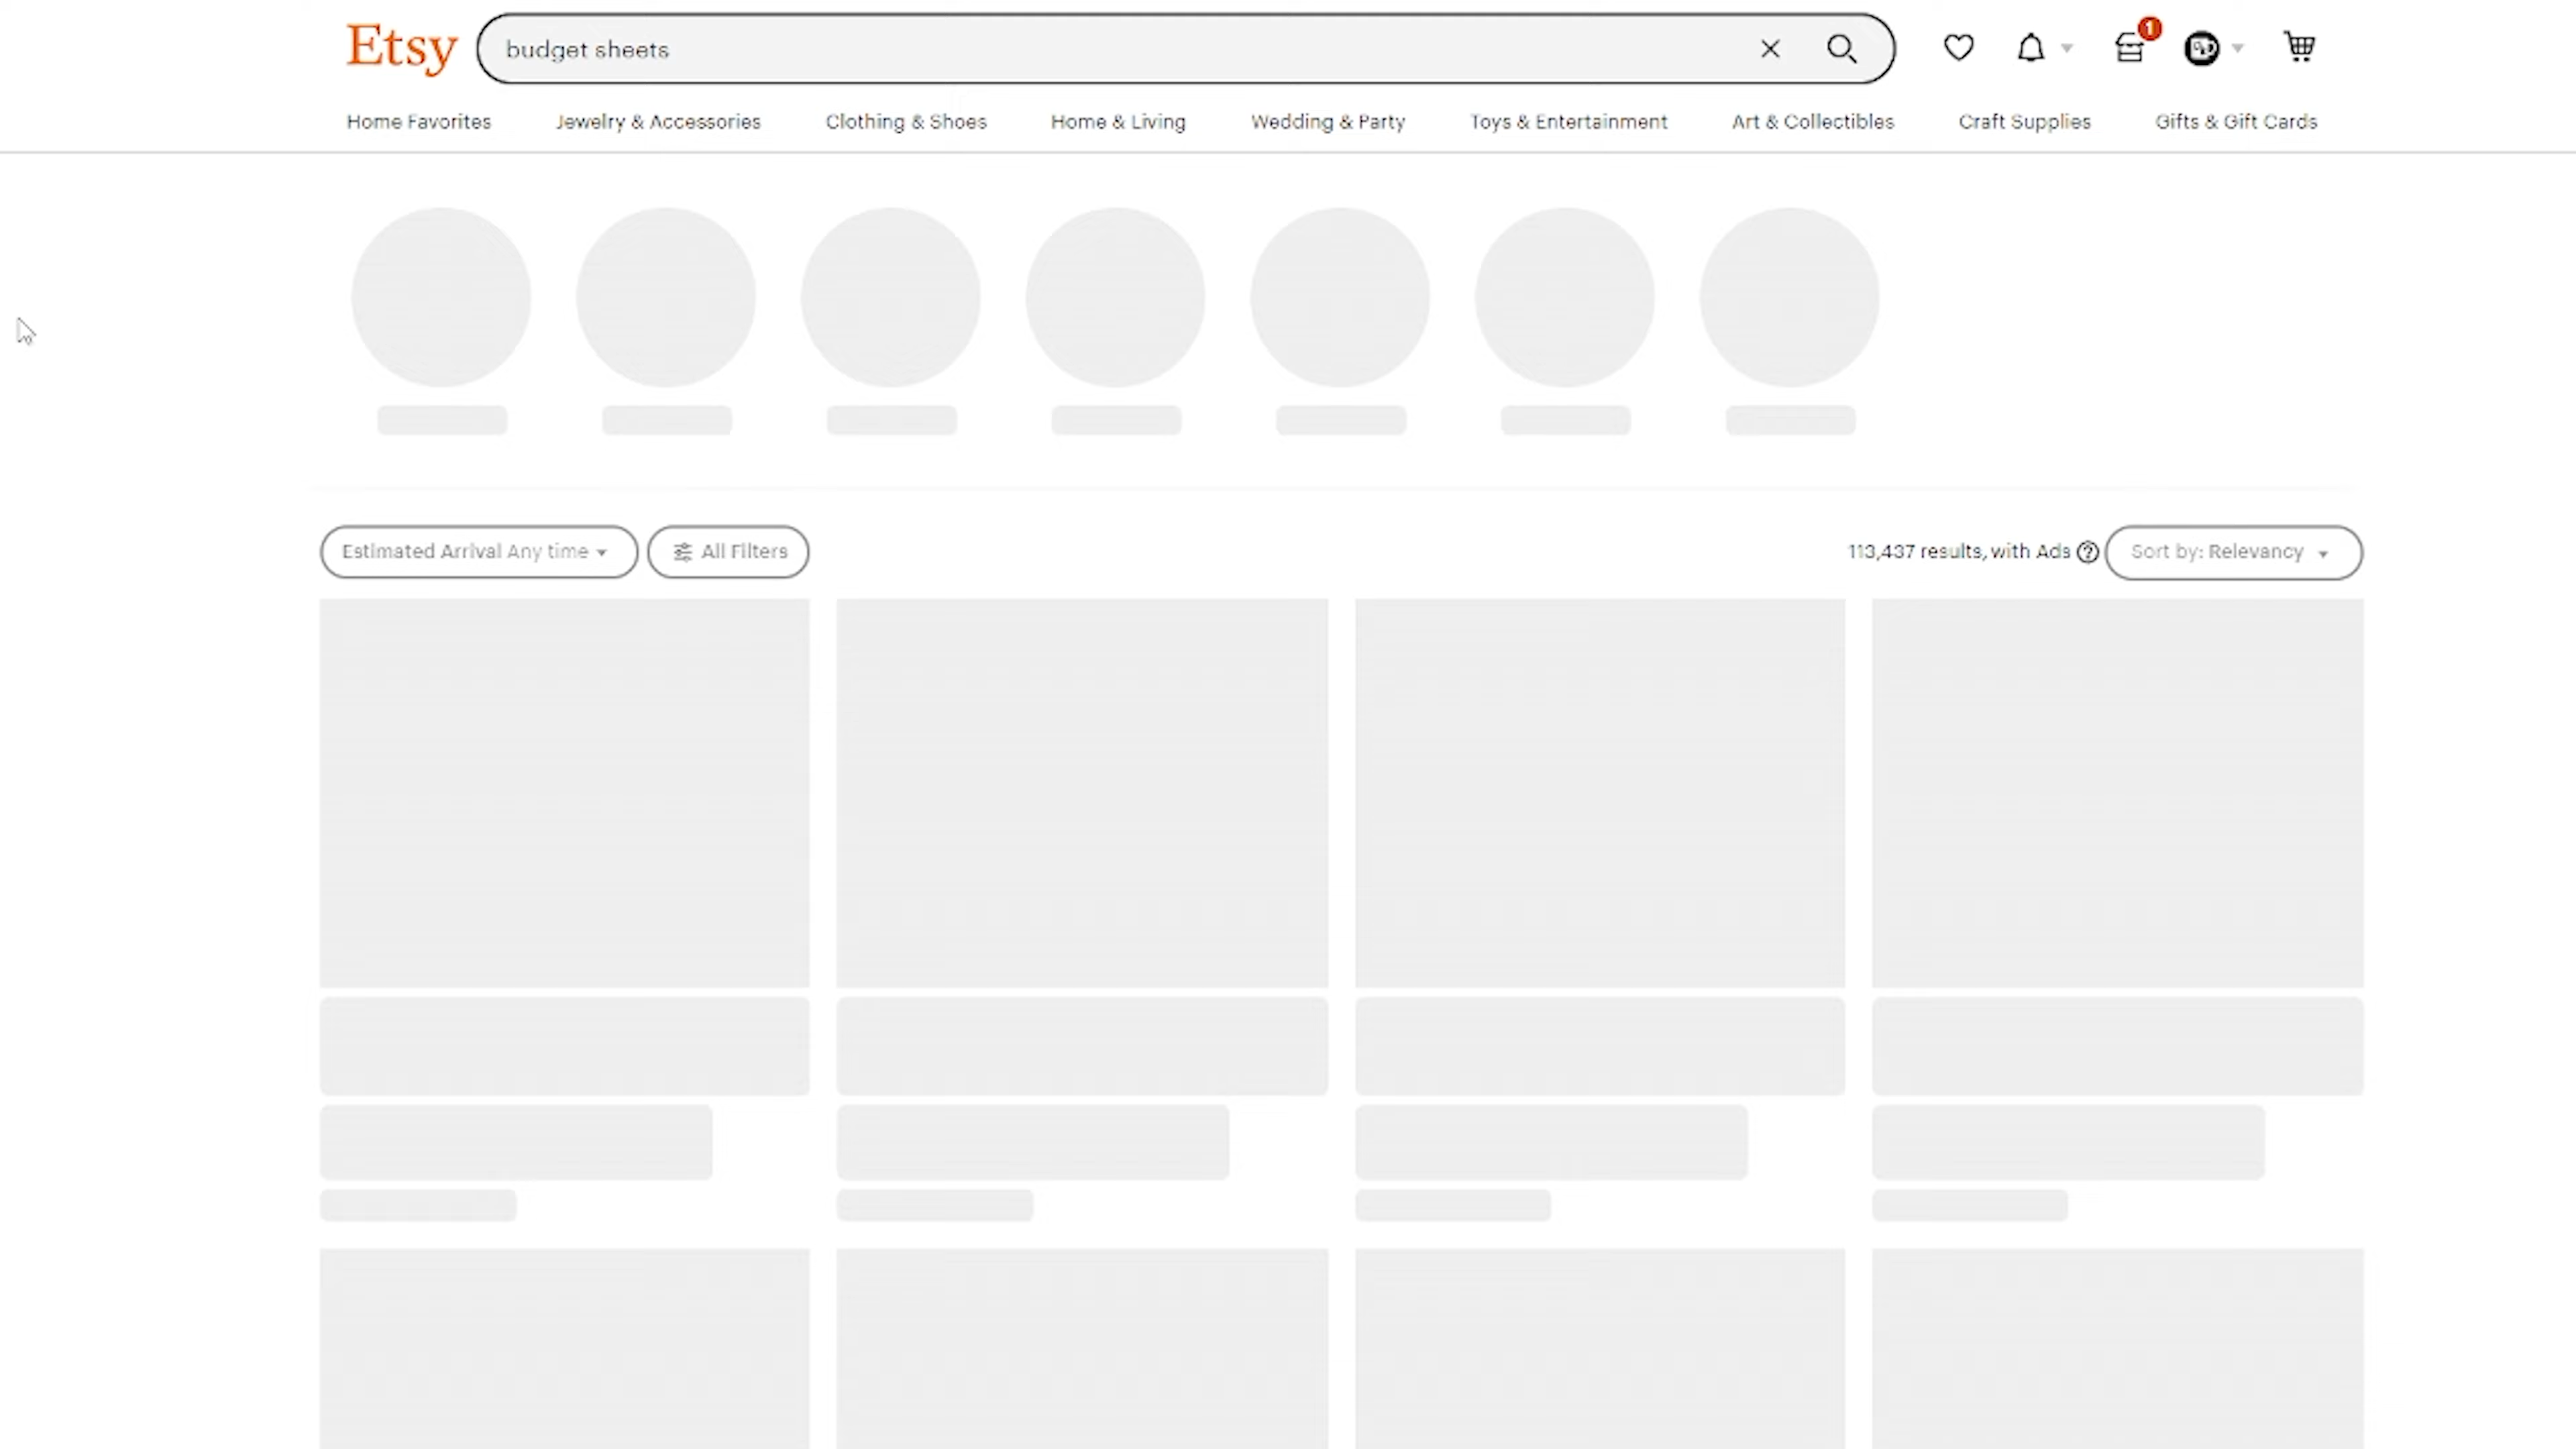 Etsy
budget sheets
1
Home Favorites
Jewelry & Accessories
Clothing & Shoes
Home & Living
Wedding & Party
Toys & Entertainment
Art & Collectibles
Craft Supplies
Gifts & Gift Cards
Estimated Arrival Any time
All Filters
113,437 results, with Ads ?
Sort by: Relevancy